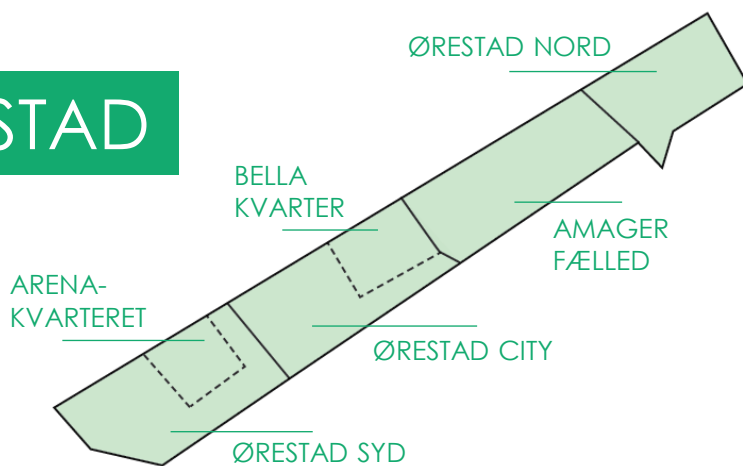 ØRESTAD NORD
STAD
BELLA
KVARTER
AMAGER
FÆLLED
ARENA-
KVARTERET
ØRESTAD CITY
ØRESTAD SYD